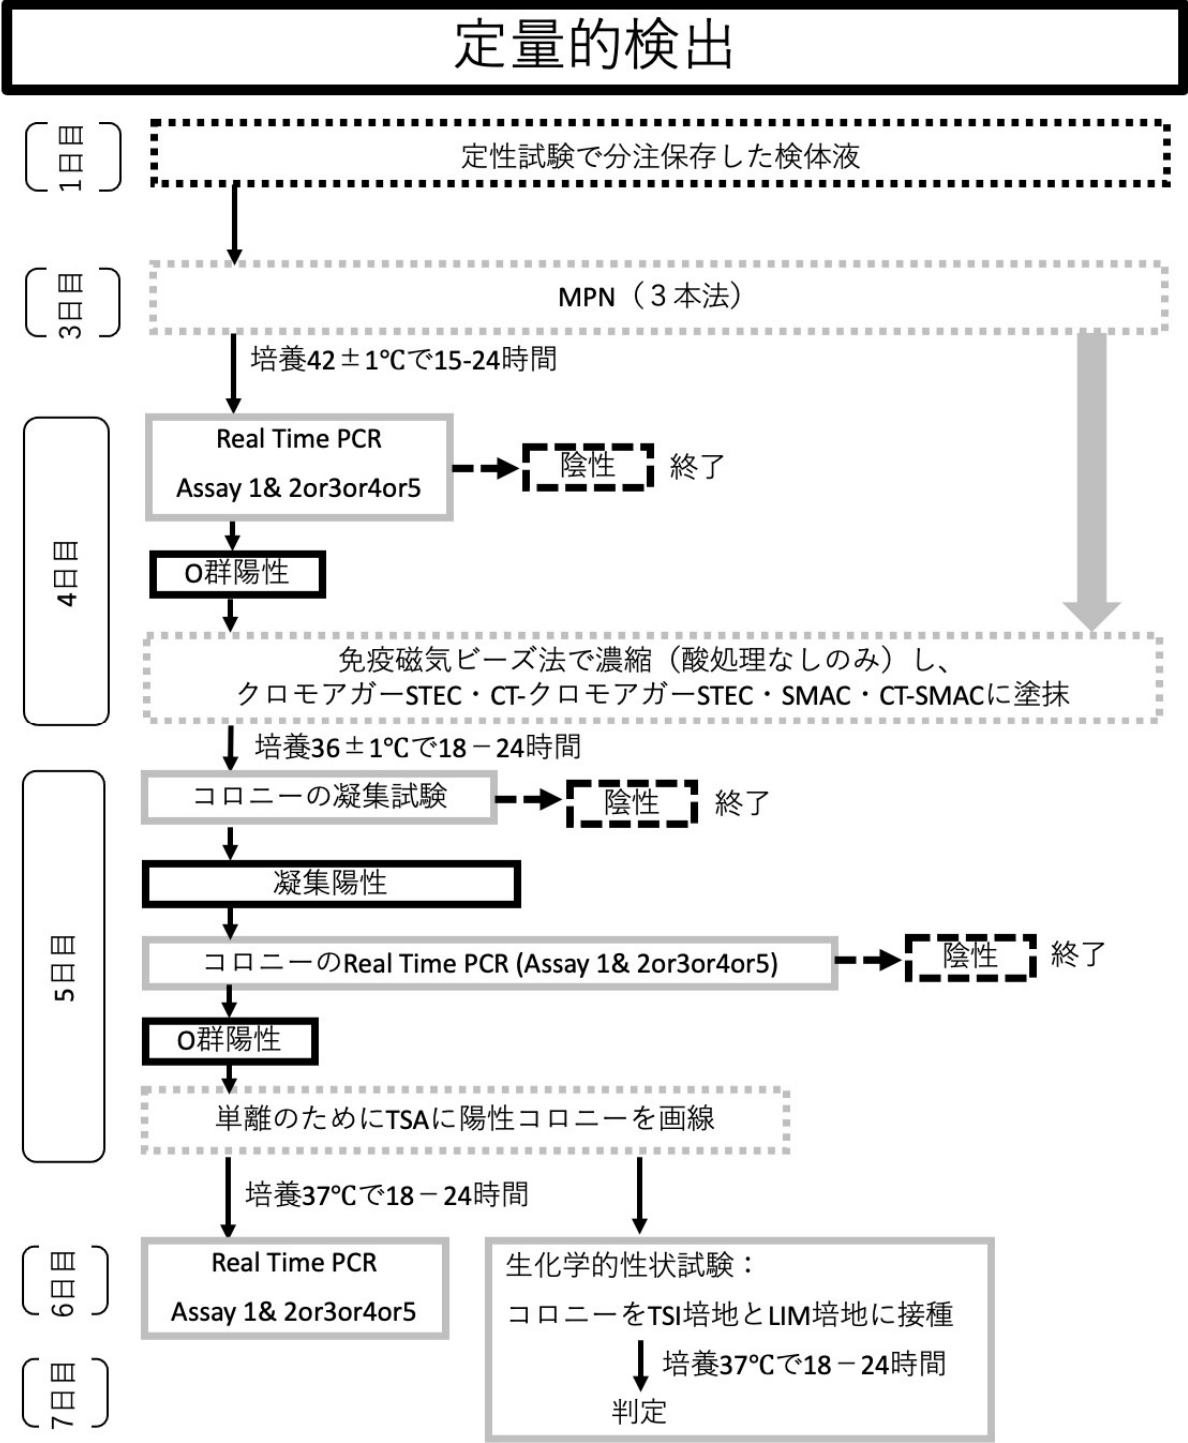 定量的検出
1日目
定性試験で分注保存した検体液
3日目
MPN（３本法）
培養42±1℃で15-24時間
4日目
Real Time PCR
Assay 1& 2or3or4or5
陰性
終了
O群陽性
免疫磁気ビーズ法で濃縮（酸処理なしのみ）し、
クロモアガーSTEC・CT-クロモアガーSTEC・SMAC・CT-SMACに塗抹
培養36±1℃で18－24時間
5日目
コロニーの凝集試験
陰性
終了
凝集陽性
コロニーのReal Time PCR (Assay 1& 2or3or4or5)
陰性
終了
O群陽性
単離のためにTSAに陽性コロニーを画線
培養37℃で18－24時間
6日目
Real Time PCR
Assay 1& 2or3or4or5
生化学的性状試験：
コロニーをTSI培地とLIM培地に接種
培養37℃で18－24時間
7日目
判定